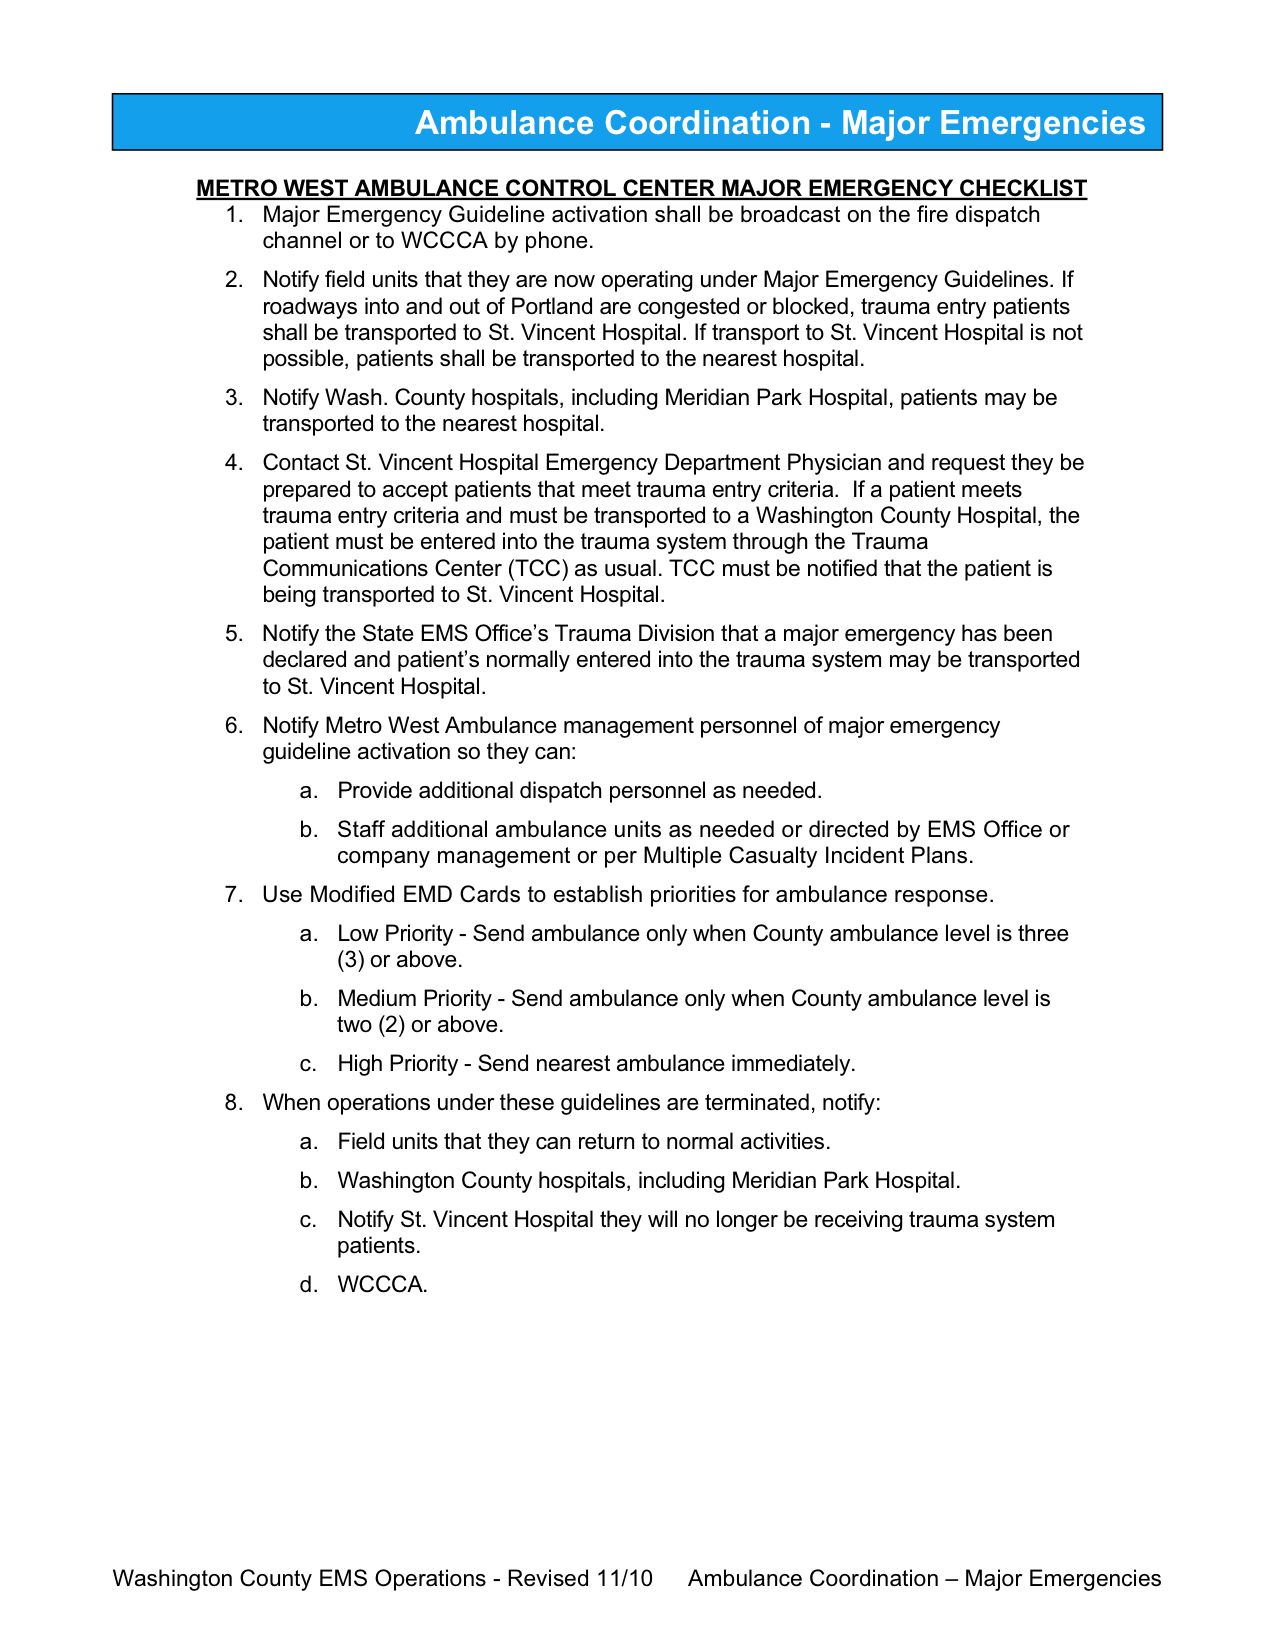 Ambulance Coordination - Major Emergencies
METRO WEST AMBULANCE CONTROL CENTER MAJOR EMERGENCY CHECKLIST
1. Major Emergency Guideline activation shall be broadcast on the fire dispatch
channel or to WCCCA by phone.
2. Notify field units that they are now operating under Major Emergency Guidelines. If
roadways into and out of Portland are congested or blocked, trauma entry patients
shall be transported to St. Vincent Hospital. If transport to St. Vincent Hospital is not
possible, patients shall be transported to the nearest hospital.
3. Notify Wash. County hospitals, including Meridian Park Hospital, patients may be
transported to the nearest hospital.
4. Contact St. Vincent Hospital Emergency Department Physician and request they be
prepared to accept patients that meet trauma entry criteria.  If a patient meets
trauma entry criteria and must be transported to a Washington County Hospital, the
patient must be entered into the trauma system through the Trauma
Communications Center (TCC) as usual. TCC must be notified that the patient is
being transported to St. Vincent Hospital.
5. Notify the State EMS Office’s Trauma Division that a major emergency has been
declared and patient’s normally entered into the trauma system may be transported
to St. Vincent Hospital.
6. Notify Metro West Ambulance management personnel of major emergency
guideline activation so they can:
a. Provide additional dispatch personnel as needed.
b. Staff additional ambulance units as needed or directed by EMS Office or
company management or per Multiple Casualty Incident Plans.
7. Use Modified EMD Cards to establish priorities for ambulance response.
a. Low Priority - Send ambulance only when County ambulance level is three
(3) or above.
b. Medium Priority - Send ambulance only when County ambulance level is
two (2) or above.
c. High Priority - Send nearest ambulance immediately.
8. When operations under these guidelines are terminated, notify:
a. Field units that they can return to normal activities.
b. Washington County hospitals, including Meridian Park Hospital.
c. Notify St. Vincent Hospital they will no longer be receiving trauma system
patients.
d. WCCCA.
Washington County EMS Operations - Revised 11/10 Ambulance Coordination – Major Emergencies